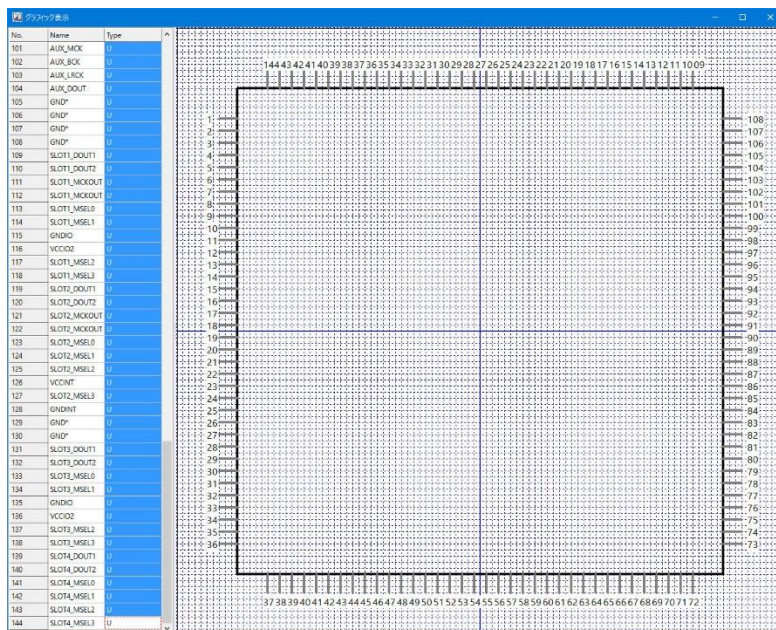 グラフィック表示
No. Name Type
101 AUX_MCK U
102 AUX_BCK U
103 AUX_LRCK U
104 AUX_DOUT U
105 GND* U
106 GND* U
107 GND* U
108 GND* U
109 SLOT1_DOUT1 U
110 SLOT1_DOUT2 U
111 SLOT1_MCKOUT U
112 SLOT1_MCKOUT U
113 SLOT1_MSEL0 U
114 SLOT1_MSEL1 U
115 GNDIO U
116 VCCIO2 U
117 SLOT1_MSEL2 U
118 SLOT1_MSEL3 U
119 SLOT2_DOUT1 U
120 SLOT2_DOUT2 U
121 SLOT2_MCKOUT U
122 SLOT2_MCKOUT U
123 SLOT2_MSEL0 U
124 SLOT2_MSEL1 U
125 SLOT2_MSEL2 U
126 VCCINT U
127 SLOT2_MSEL3 U
128 GNDINT U
129 GND* U
130 GND* U
131 SLOT3_DOUT1 U
132 SLOT3_DOUT2 U
133 SLOT3_MSEL0 U
134 SLOT3_MSEL1 U
135 GNDIO U
136 VCCIO2 U
137 SLOT3_MSEL2 U
138 SLOT3_MSEL3 U
139 SLOT4_DOUT1 U
140 SLOT4_DOUT2 U
141 SLOT4_MSEL0 U
142 SLOT4_MSEL1 U
143 SLOT4_MSEL2 U
144 SLOT4_MSEL3 U
144 43 42 41 40 39 38 37 36 35 34 33 32 31 30 29 28 27 26 25 24 23 22 21 20 19 18 17 16 15 14 13 12 11 10 09
1 108
2 107
3 106
4 105
5 104
6 103
7 102
8 101
9 100
10 99
11 98
12 97
13 96
14 95
15 94
16 93
17 92
18 91
19 90
20 89
21 88
22 87
23 86
24 85
25 84
26 83
27 82
28 81
29 80
30 79
31 78
32 77
33 76
34 75
35 74
36 73
37 38 39 40 41 42 43 44 45 46 47 48 49 50 51 52 53 54 55 56 57 58 59 60 61 62 63 64 65 66 67 68 69 70 71 72